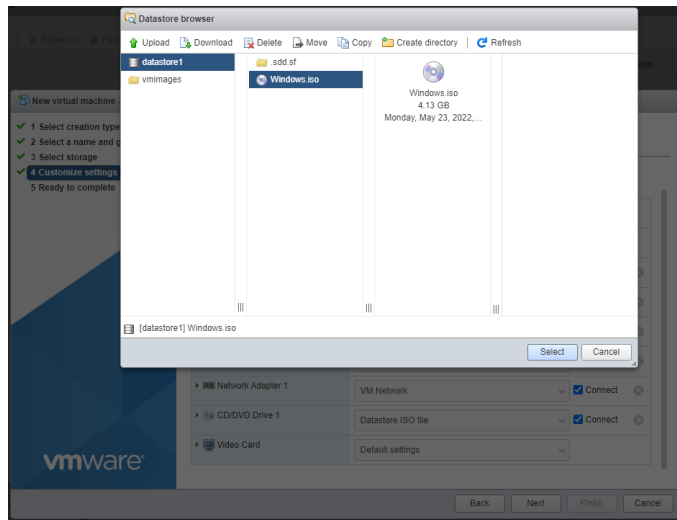 Datastore browser
Upload Download Delete Move Copy Create directory Refresh
datastore1
vmimages
.sdd.sf
Windows.iso
Windows.iso
4.13 GB
Monday, May 23, 2022,...
[datastore1] Windows.iso
Select Cancel
New virtual machine -
1 Select creation type
2 Select a name and g
3 Select storage
4 Customize settings
5 Ready to complete
Network Adapter 1 VM Network Connect
CD/DVD Drive 1 Datastore ISO file Connect
Video Card Default settings
vmware
Back Next Finish Cancel